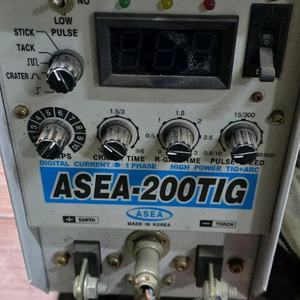 NO
LOW
PULSE
STICK
TACK
CRATER
1.5/3
1.5
15/300
DIGITAL CURRENT 1 PHASE HIGH POWER TIG+ARC
ASEA-200TIG
+ EARTH
ASEA
MADE IN KOREA
- TORCH